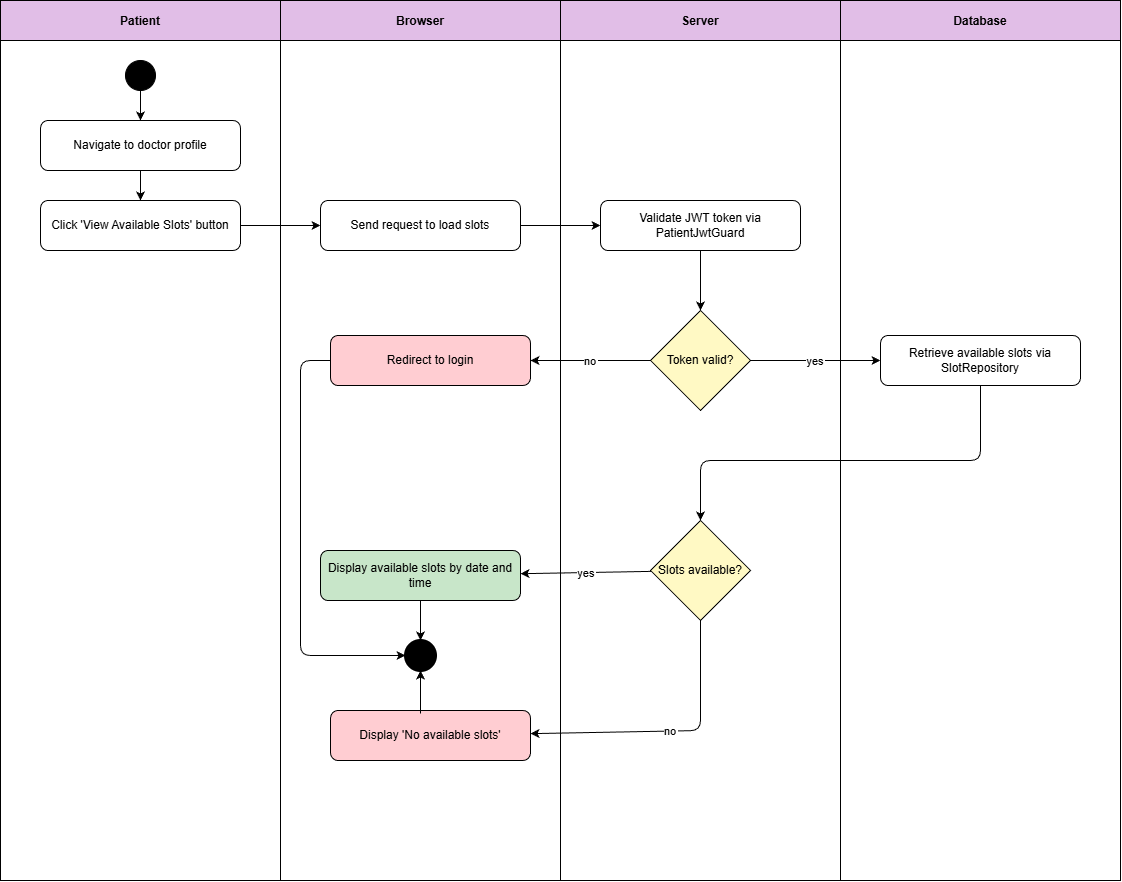 Patient
Browser
Server
Database
Navigate to doctor profile
Click 'View Available Slots' button
Send request to load slots
Validate JWT token via
PatientJwtGuard
Redirect to login
no
Token valid?
yes
Retrieve available slots via
SlotRepository
Display available slots by date and
time
yes
Slots available?
Display 'No available slots'
no